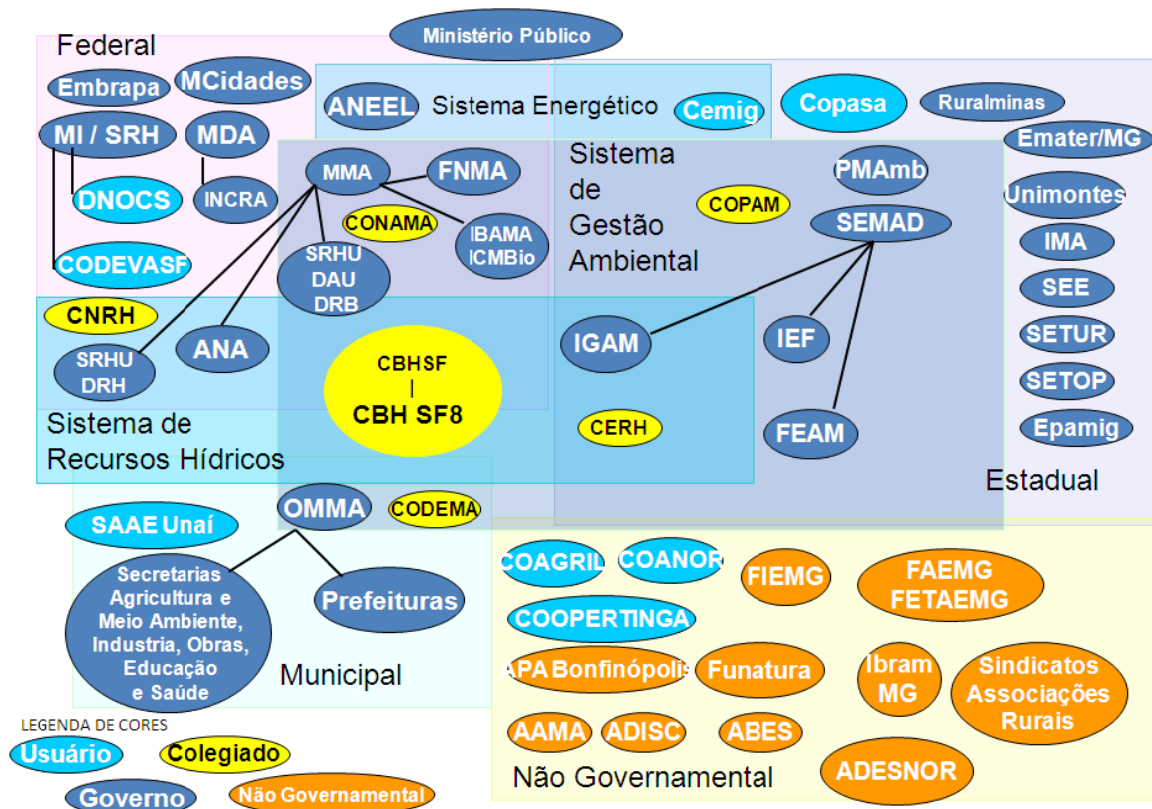 Ministério Público
Federal
Embrapa
MCidades
MI / SRH
MDA
DNOCS
INCRA
CODEVASF
CNRH
SRHU
DRH
ANA
ANEEL
Sistema Energético
Cemig
MMA
FNMA
CONAMA
IBAMA
ICMBio
SRHU
DAU
DRB
Copasa
Ruralminas
Emater/MG
Unimontes
IMA
SEE
SETUR
SETOP
Epamig
Estadual
Sistema
de
Gestão
Ambiental
COPAM
PMAmb
SEMAD
IGAM
IEF
FEAM
CERH
CBHSF
|
CBH SF8
Sistema de
Recursos Hídricos
OMMA
CODEMA
SAAE Unaí
Secretarias
Agricultura e
Meio Ambiente,
Industria, Obras,
Educação
e Saúde
Prefeituras
Municipal
COAGRIL
COANOR
FIEMG
FAEMG
FETAEMG
COOPERTINGA
APA Bonfinópolis
Funatura
Ibram
MG
Sindicatos
Associações
Rurais
AAMA
ADISC
ABES
ADESNOR
Não Governamental
LEGENDA DE CORES
Usuário
Colegiado
Governo
Não Governamental